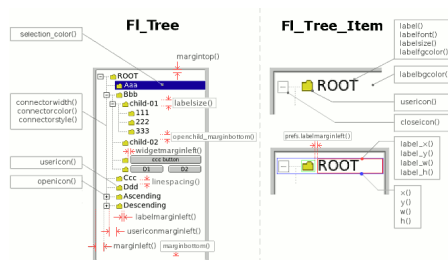 Fl_Tree
selection_color()
margintop()
ROOT
Aaa
Bbb
child-01
labelsize()
111
222
333
openchild_marginbottom()
child-02
widgetmarginleft()
ccc button
D1
D2
Ccc
linespacing()
Ddd
Ascending
Descending
labelmarginleft()
usericonmarginleft()
marginleft()
marginbottom()
connectorwidth()
connectorcolor()
connectorstyle()
usericon()
openicon()
Fl_Tree_Item
label()
labelfont()
labelsize()
labelfgcolor()
ROOT
labelbgcolor()
usericon()
closeicon()
prefs.labelmarginleft()
ROOT
label_x()
label_y()
label_w()
label_h()
x()
y()
w()
h()